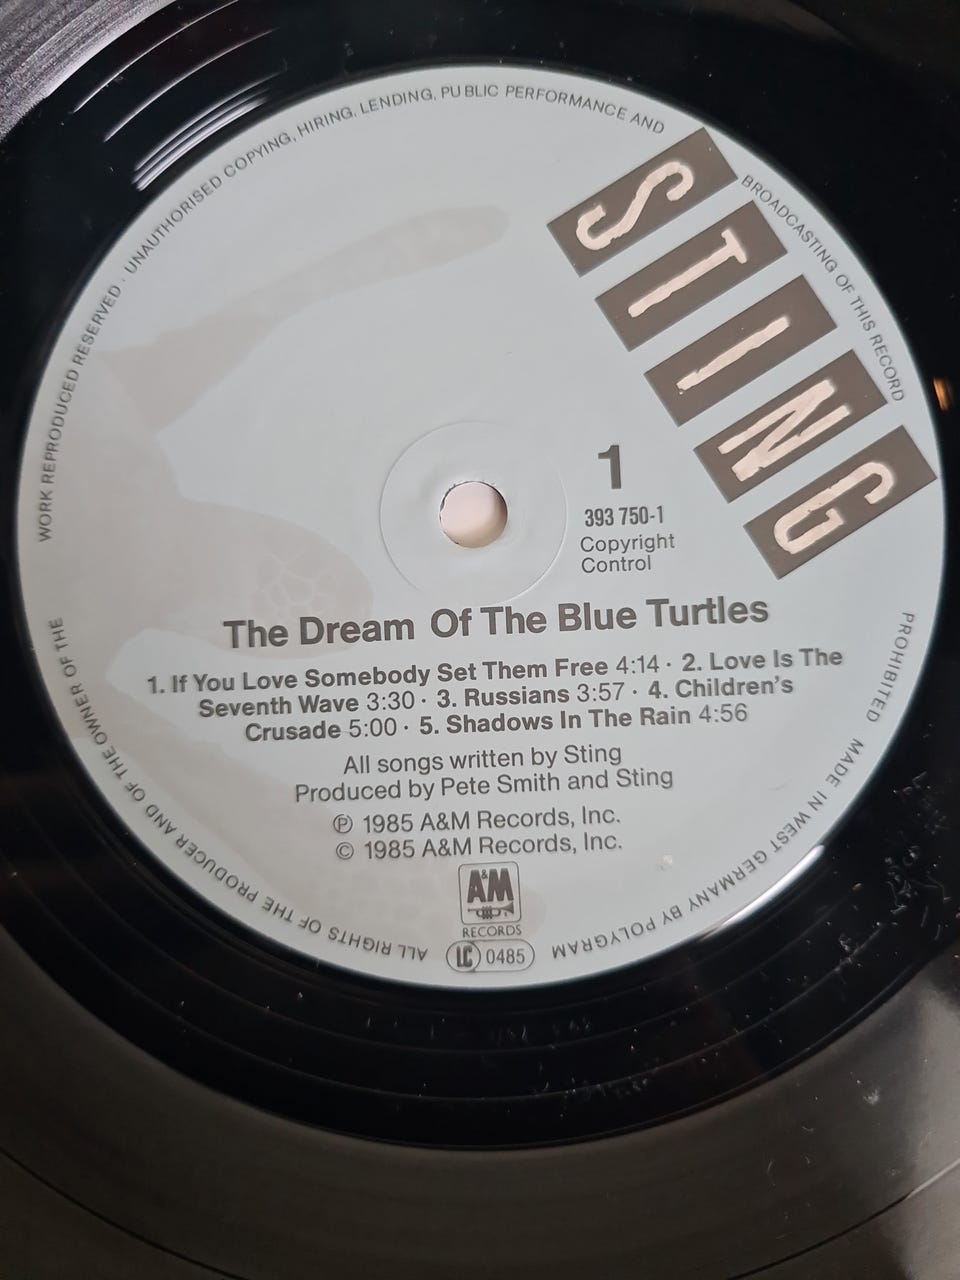 ALL RIGHTS OF THE PRODUCER AND OF THE OWNER OF THE WORK REPRODUCED RESERVED · UNAUTHORISED COPYING, HIRING, LENDING, PUBLIC PERFORMANCE AND BROADCASTING OF THIS RECORD PROHIBITED MADE IN WEST GERMANY BY POLYGRAM
STING
1
393 750-1
Copyright
Control
The Dream Of The Blue Turtles
1. If You Love Somebody Set Them Free 4:14 · 2. Love Is The
Seventh Wave 3:30 · 3. Russians 3:57 · 4. Children's
Crusade 5:00 · 5. Shadows In The Rain 4:56
All songs written by Sting
Produced by Pete Smith and Sting
℗ 1985 A&M Records, Inc.
© 1985 A&M Records, Inc.
A&M
RECORDS
LC 0485